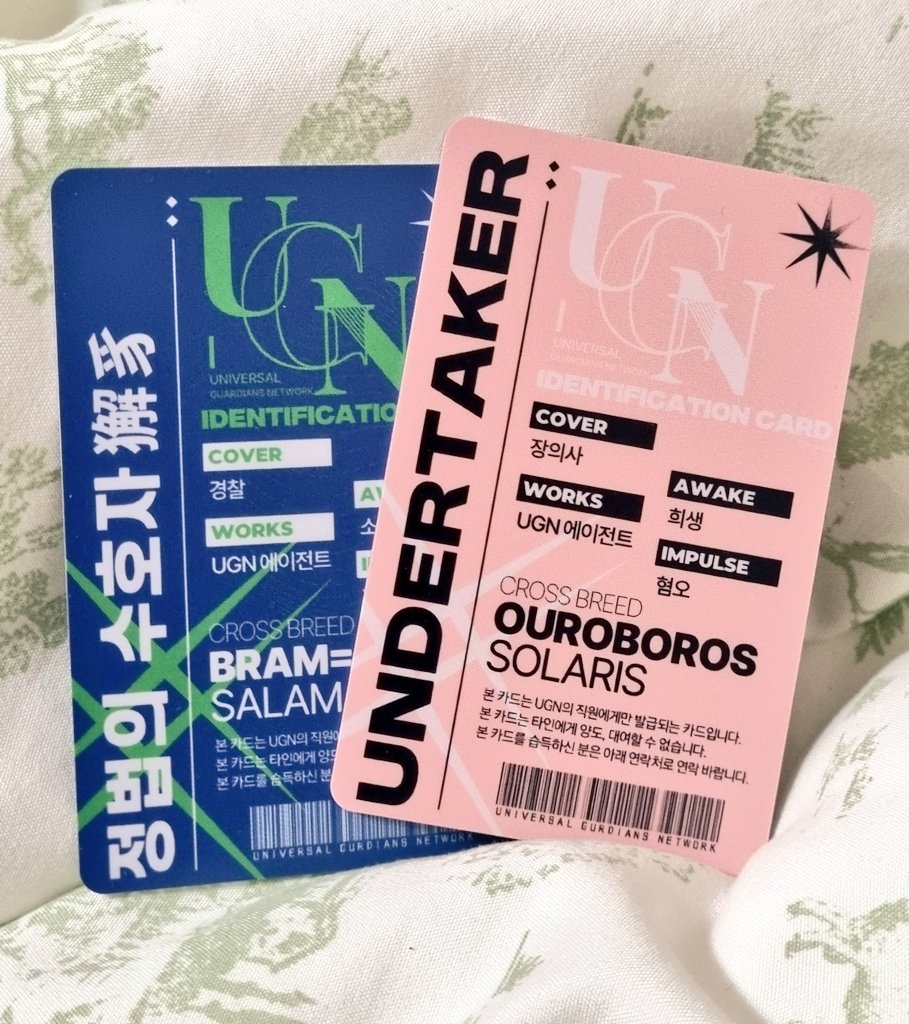 정범의 수호자 獬豸
UGN
UNIVERSAL
GUARDIANS NETWORK
IDENTIFICATIO
COVER
경찰
WORKS
UGN 에이전트
CROSS BREED
BRAM=
SALAM
본 카드는 UGN의 직원
본 카드는 타인에게 양도
본 카드를 습득하신 분
UNIVERSAL GURDIANS NETWORK
UNDERTAKER
UGN
UNIVERSAL
GUARDIANS NETWORK
IDENTIFICATION CARD
COVER
장의사
WORKS
UGN 에이전트
AWAKE
희생
IMPULSE
혐오
CROSS BREED
OUROBOROS
SOLARIS
본 카드는 UGN의 직원에게만 발급되는 카드입니다.
본 카드는 타인에게 양도, 대여할 수 없습니다.
본 카드를 습득하신 분은 아래 연락처로 연락 바랍니다.
UNIVERSAL GURDIANS NETWORK